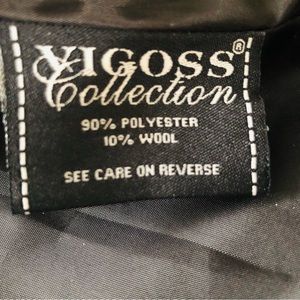 VIGOSS®
Collection
90% POLYESTER
10% WOOL
SEE CARE ON REVERSE